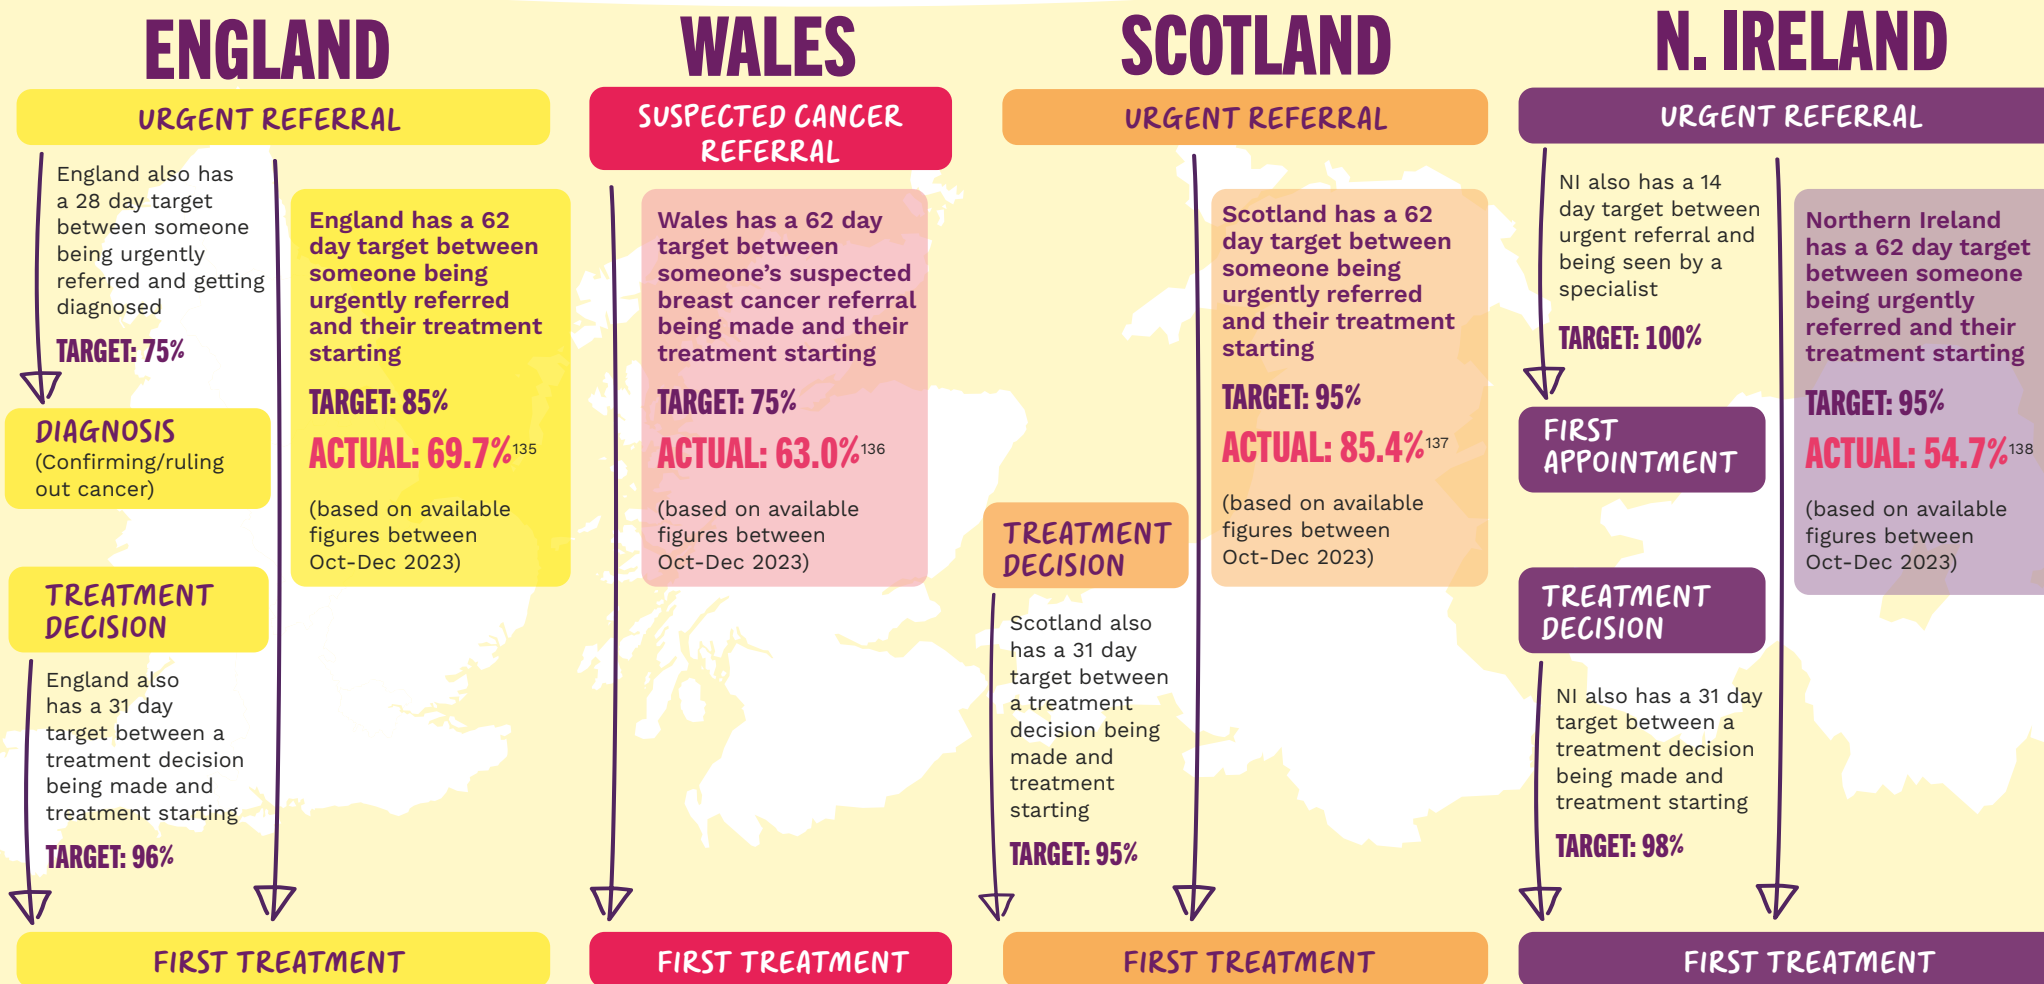 ENGLAND
URGENT REFERRAL
England also has
a 28 day target
between someone
being urgently
referred and getting
diagnosed
TARGET: 75%
DIAGNOSIS
(Confirming/ruling
out cancer)
TREATMENT
DECISION
England also
has a 31 day
target between a
treatment decision
being made and
treatment starting
TARGET: 96%
England has a 62
day target between
someone being
urgently referred
and their treatment
starting
TARGET: 85%
ACTUAL: 69.7%135
(based on available
figures between
Oct-Dec 2023)
FIRST TREATMENT
WALES
SUSPECTED CANCER
REFERRAL
Wales has a 62 day
target between
someone’s suspected
breast cancer referral
being made and their
treatment starting
TARGET: 75%
ACTUAL: 63.0%136
(based on available
figures between
Oct-Dec 2023)
FIRST TREATMENT
SCOTLAND
URGENT REFERRAL
Scotland has a 62
day target between
someone being
urgently referred
and their treatment
starting
TARGET: 95%
ACTUAL: 85.4%137
(based on available
figures between
Oct-Dec 2023)
TREATMENT
DECISION
Scotland also
has a 31 day
target between
a treatment
decision being
made and
treatment
starting
TARGET: 95%
FIRST TREATMENT
N. IRELAND
URGENT REFERRAL
NI also has a 14
day target between
urgent referral and
being seen by a
specialist
TARGET: 100%
FIRST
APPOINTMENT
TREATMENT
DECISION
NI also has a 31 day
target between a
treatment decision
being made and
treatment starting
TARGET: 98%
Northern Ireland
has a 62 day target
between someone
being urgently
referred and their
treatment starting
TARGET: 95%
ACTUAL: 54.7%138
(based on available
figures between
Oct-Dec 2023)
FIRST TREATMENT